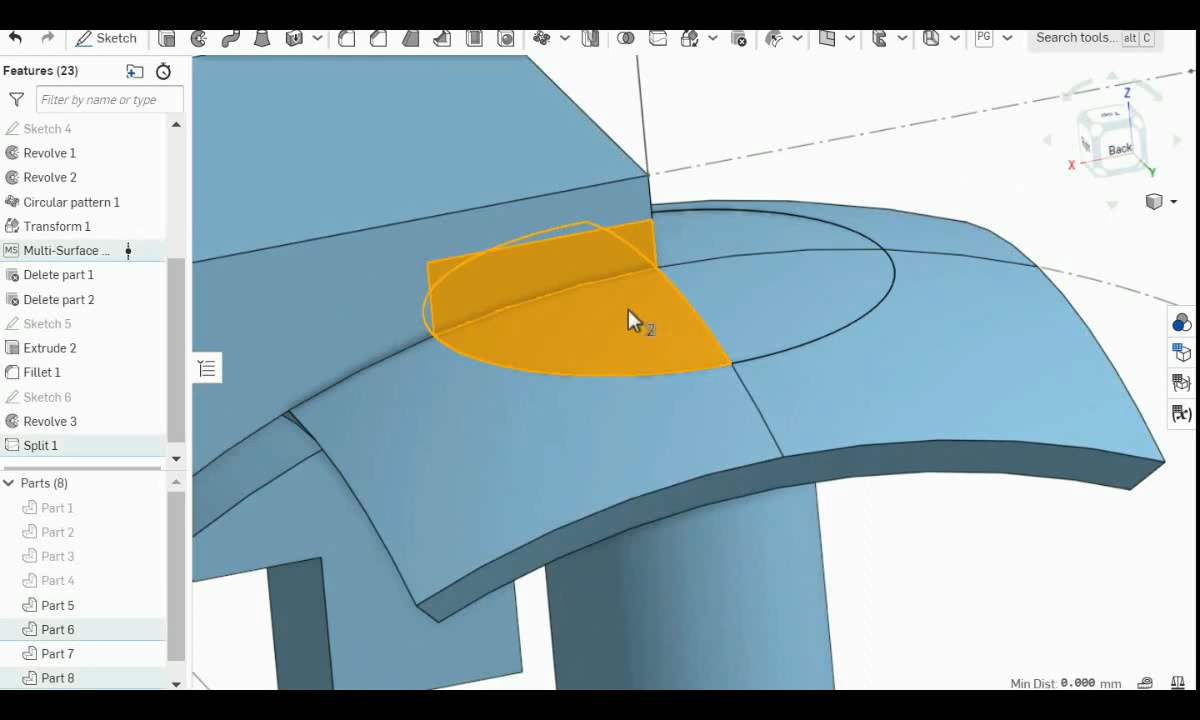 Sketch
PG
Search tools... alt C
Features (23)
Filter by name or type
Sketch 4
Revolve 1
Revolve 2
Circular pattern 1
Transform 1
MS Multi-Surface ...
Delete part 1
Delete part 2
Sketch 5
Extrude 2
Fillet 1
Sketch 6
Revolve 3
Split 1
Parts (8)
Part 1
Part 2
Part 3
Part 4
Part 5
Part 6
Part 7
Part 8
Z
Back
X
Y
2
(x)
Min Dist: 0.000 mm